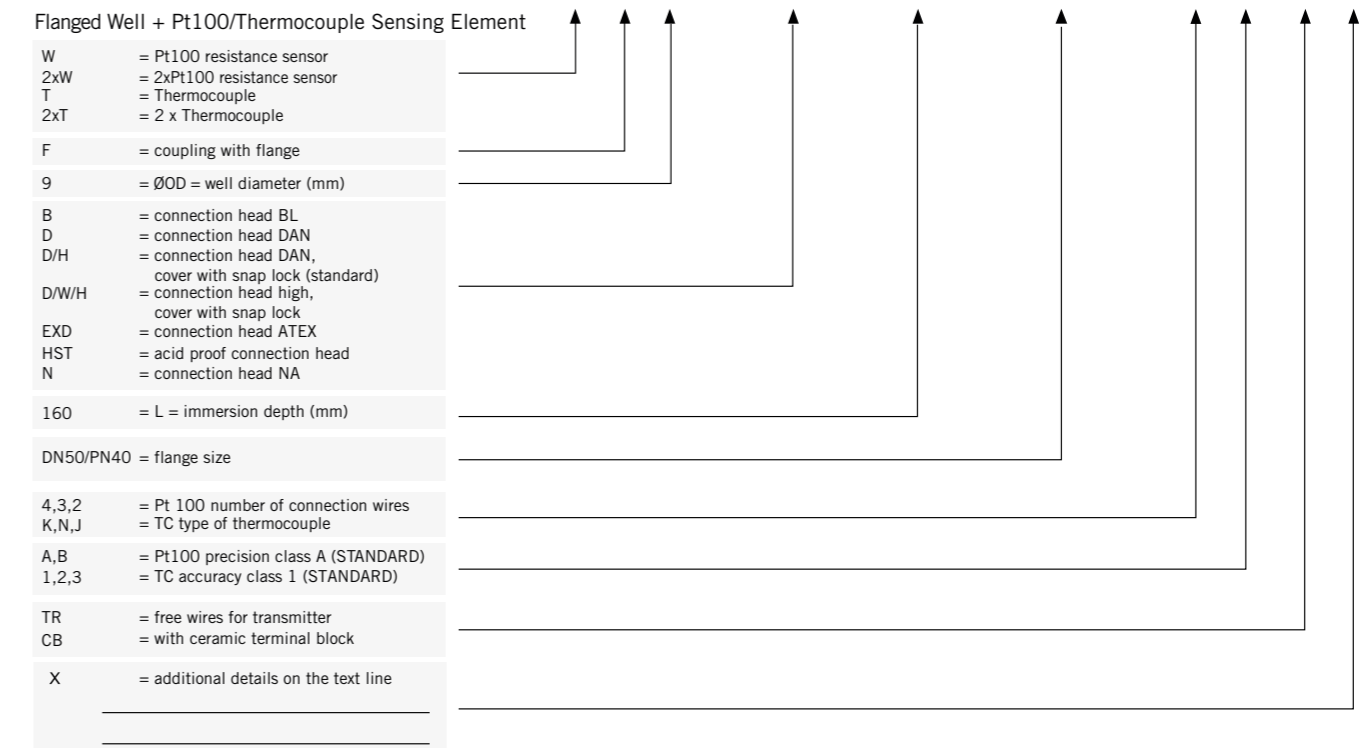 Flanged Well + Pt100/Thermocouple Sensing Element
W = Pt100 resistance sensor
2xW = 2xPt100 resistance sensor
T = Thermocouple
2xT = 2 x Thermocouple
F = coupling with flange
9 = ØOD = well diameter (mm)
B = connection head BL
D = connection head DAN
D/H = connection head DAN,
cover with snap lock (standard)
D/W/H = connection head high,
cover with snap lock
EXD = connection head ATEX
HST = acid proof connection head
N = connection head NA
160 = L = immersion depth (mm)
DN50/PN40 = flange size
4,3,2 = Pt 100 number of connection wires
K,N,J = TC type of thermocouple
A,B = Pt100 precision class A (STANDARD)
1,2,3 = TC accuracy class 1 (STANDARD)
TR = free wires for transmitter
CB = with ceramic terminal block
X = additional details on the text line